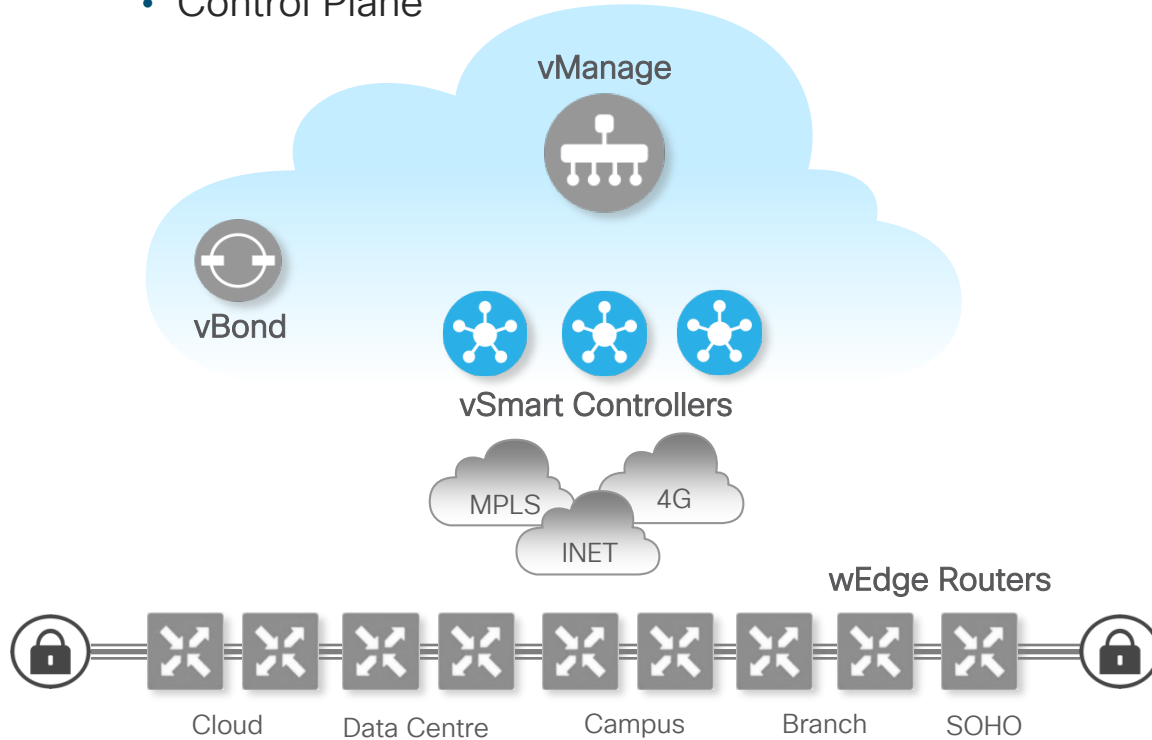 • Control Plane
vManage
vBond
vSmart Controllers
MPLS
4G
INET
wEdge Routers
Cloud
Data Centre
Campus
Branch
SOHO